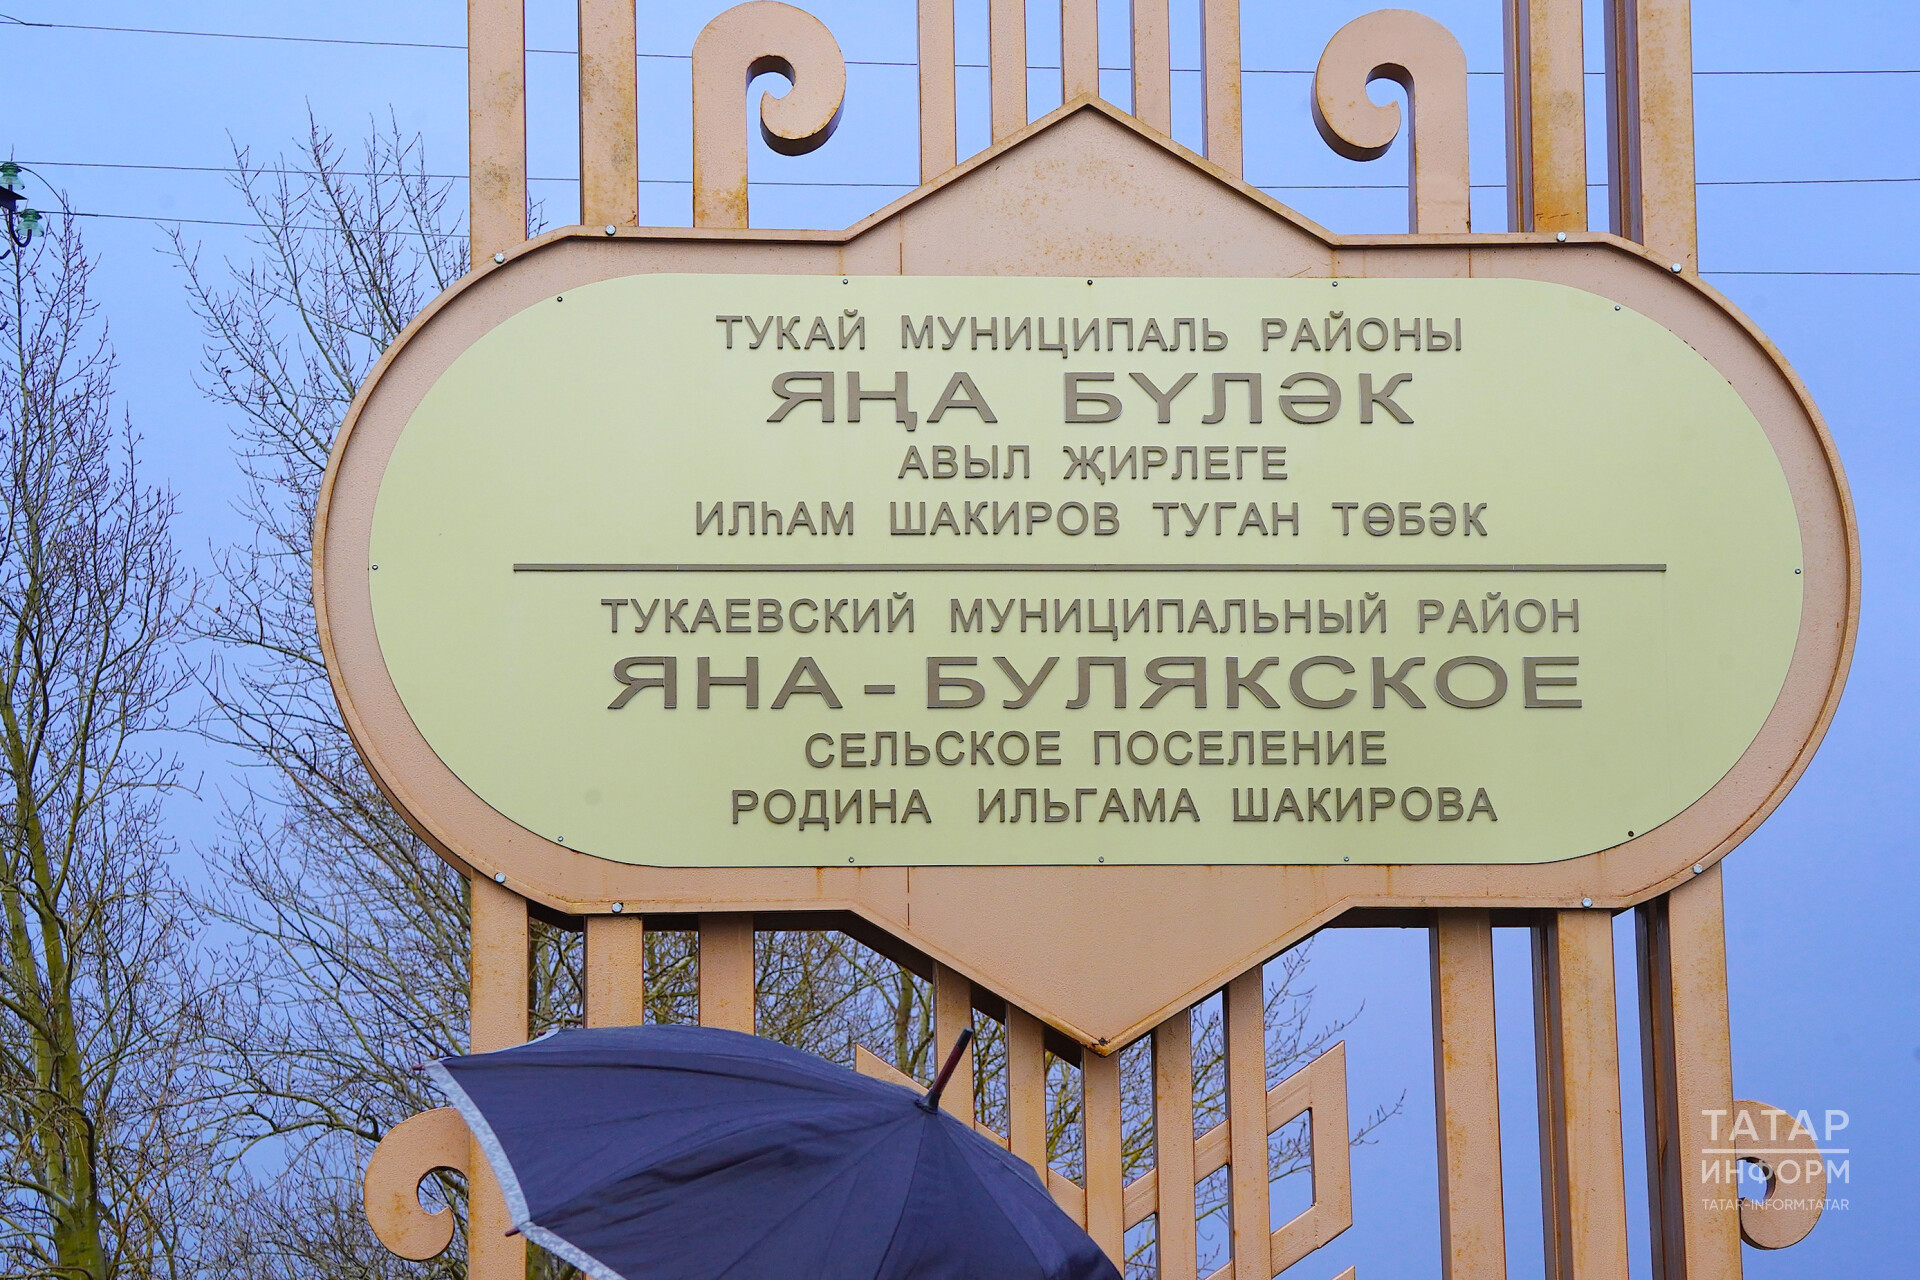 ТУКАЙ МУНИЦИПАЛЬ РАЙОНЫ
ЯҢА БҮЛӘК
АВЫЛ ҖИРЛЕГЕ
ИЛҺАМ ШАКИРОВ ТУГАН ТӨБӘК
ТУКАЕВСКИЙ МУНИЦИПАЛЬНЫЙ РАЙОН
ЯНА-БУЛЯКСКОЕ
СЕЛЬСКОЕ ПОСЕЛЕНИЕ
РОДИНА ИЛЬГАМА ШАКИРОВА
ТАТАР
ИНФОРМ
TATAR-INFORM.TATAR